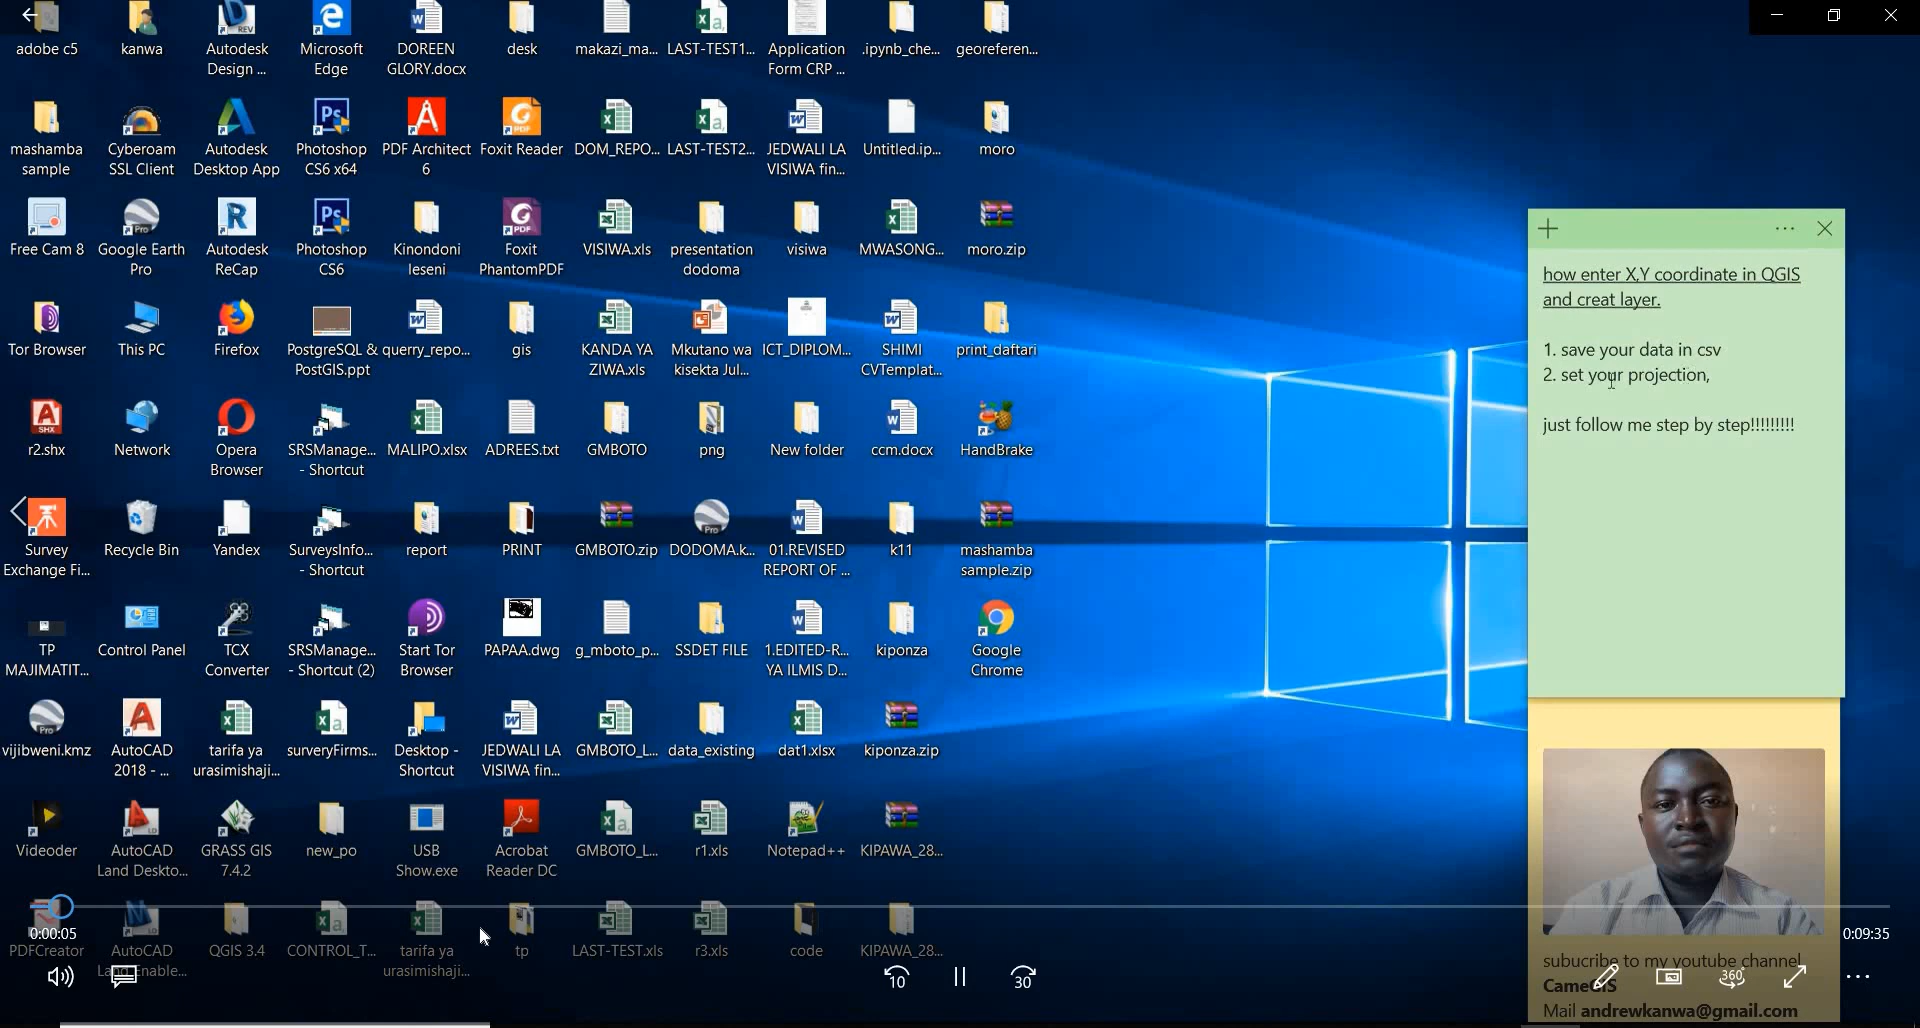 adobe c5
kanwa
Autodesk
Design ...
Microsoft
Edge
DOREEN
GLORY.docx
desk
makazi_ma...
LAST-TEST1...
Application
Form CRP ...
.ipynb_che...
georeferen...
mashamba
sample
Cyberoam
SSL Client
Autodesk
Desktop App
Photoshop
CS6 x64
PDF Architect
6
Foxit Reader
DOM_REPO...
LAST-TEST2...
JEDWALI LA
VISIWA fin...
Untitled.ip...
moro
Free Cam 8
Google Earth
Pro
Autodesk
ReCap
Photoshop
CS6
Kinondoni
leseni
Foxit
PhantomPDF
VISIWA.xls
presentation
dodoma
visiwa
MWASONG...
moro.zip
Tor Browser
This PC
Firefox
PostgreSQL &
PostGIS.ppt
querry_repo...
gis
KANDA YA
ZIWA.xls
Mkutano wa
kisekta Jul...
ICT_DIPLOM...
SHIMI
CVTemplat...
print_daftari
r2.shx
Network
Opera
Browser
SRSManage...
- Shortcut
MALIPO.xlsx
ADREES.txt
GMBOTO
png
New folder
ccm.docx
HandBrake
Survey
Exchange Fi...
Recycle Bin
Yandex
SurveysInfo...
- Shortcut
report
PRINT
GMBOTO.zip
DODOMA.k...
01.REVISED
REPORT OF ...
k11
mashamba
sample.zip
TP
MAJIMATIT...
Control Panel
TCX
Converter
SRSManage...
- Shortcut (2)
Start Tor
Browser
PAPAA.dwg
g_mboto_p...
SSDET FILE
1.EDITED-R...
YA ILMIS D...
kiponza
Google
Chrome
vijibweni.kmz
AutoCAD
2018 - ...
tarifa ya
urasimishaji...
surveryFirms...
Desktop -
Shortcut
JEDWALI LA
VISIWA fin...
GMBOTO_L...
data_existing
dat1.xlsx
kiponza.zip
Videoder
AutoCAD
Land Deskto...
GRASS GIS
7.4.2
new_po
USB
Show.exe
Acrobat
Reader DC
GMBOTO_L...
r1.xls
Notepad++
KIPAWA_28...
0:00:05
PDFCreator
AutoCAD
Land Enable...
QGIS 3.4
CONTROL_T...
tarifa ya
urasimishaji...
tp
LAST-TEST.xls
r3.xls
code
KIPAWA_28...
10
30
how enter X,Y coordinate in QGIS
and creat layer.
1. save your data in csv
2. set your projection,
just follow me step by step!!!!!!!!!
0:09:35
subucribe to my youtube channel
CameGIS
360°
Mail andrewkanwa@gmail.com